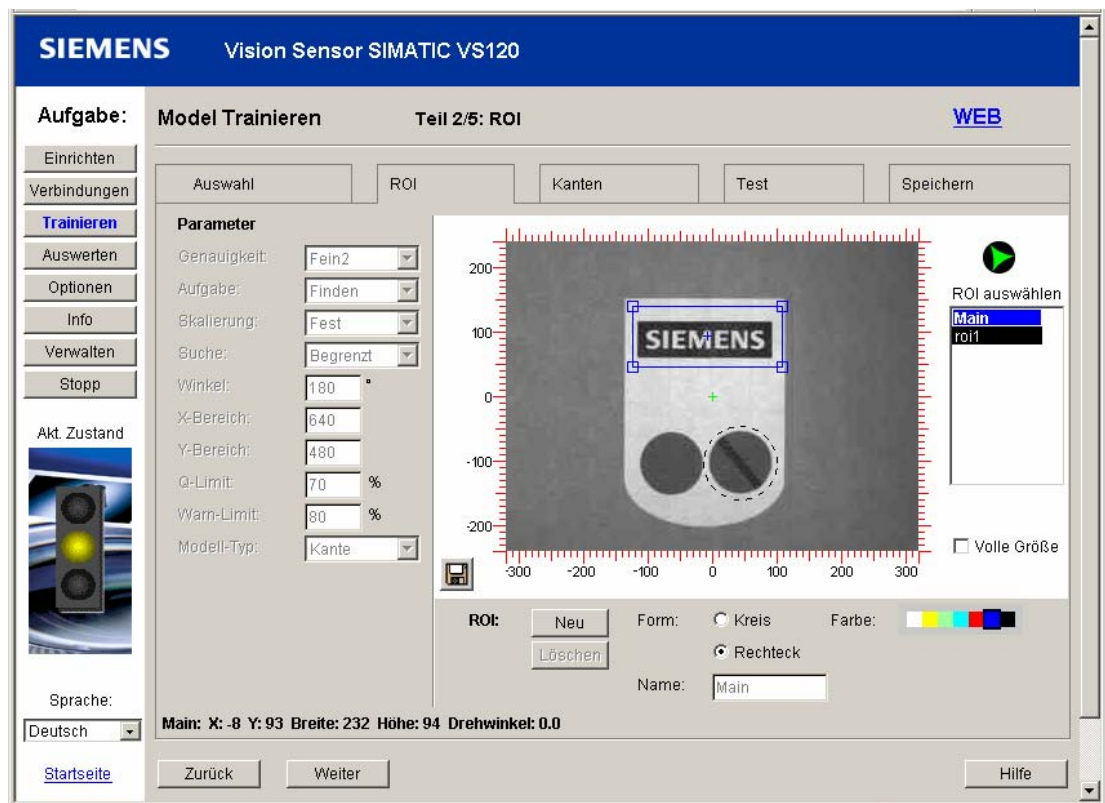 SIEMENS Vision Sensor SIMATIC VS120
Aufgabe:
Model Trainieren Teil 2/5: ROI WEB
Einrichten
Verbindungen
Trainieren
Auswerten
Optionen
Info
Verwalten
Stopp
Akt. Zustand
Sprache:
Deutsch
Startseite
Auswahl ROI Kanten Test Speichern
Parameter
Genauigkeit: Fein2
Aufgabe: Finden
Skalierung: Fest
Suche: Begrenzt
Winkel: 180 °
X-Bereich: 640
Y-Bereich: 480
Q-Limit: 70 %
Warn-Limit: 80 %
Modell-Typ: Kante
200
100
0
-100
-200
SIEMENS
-300 -200 -100 0 100 200 300
ROI auswählen
Main
roi1
Volle Größe
ROI: Neu Form: Kreis Farbe:
Löschen Rechteck
Name: Main
Main: X: -8 Y: 93 Breite: 232 Höhe: 94 Drehwinkel: 0.0
Zurück Weiter Hilfe